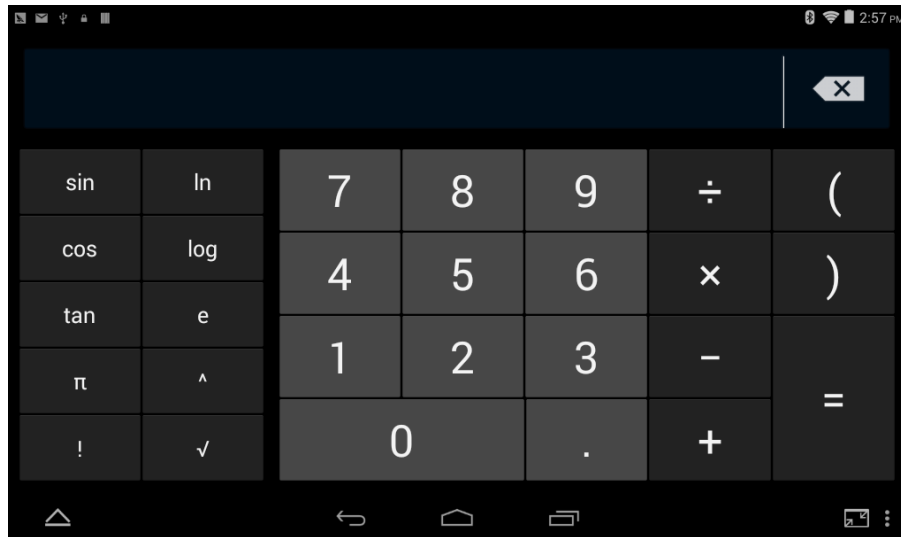 2:57 PM
sin ln 7 8 9 ÷ (
cos log 4 5 6 × )
tan e 1 2 3 −
π ^ =
! √ 0 . +